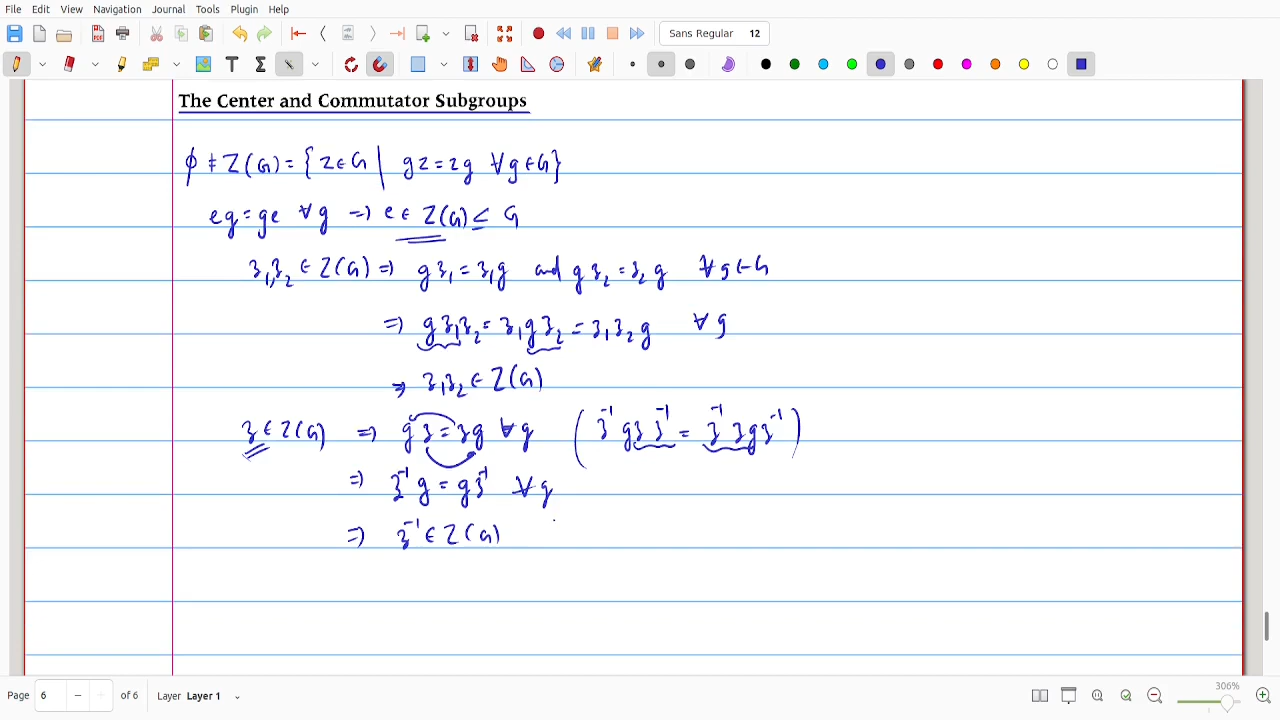 File Edit View Navigation Journal Tools Plugin Help
Sans Regular 12
The Center and Commutator Subgroups
ϕ ≠ Z(G) = {z ∈ G | gz = zg ∀g ∈ G}
eg = ge ∀g ⇒ e ∈ Z(G) ≤ G
z₁,z₂ ∈ Z(G) ⇒ gz₁ = z₁g and gz₂ = z₂g ∀g ∈ G
⇒ gz₁z₂ = z₁gz₂ = z₁z₂g ∀g
⇒ z₁z₂ ∈ Z(G)
z ∈ Z(G) ⇒ gz = zg ∀g (z⁻¹gzz⁻¹ = z⁻¹zgz⁻¹)
⇒ z⁻¹g = gz⁻¹ ∀g
⇒ z⁻¹ ∈ Z(G)
Page 6 of 6 Layer Layer 1 306%